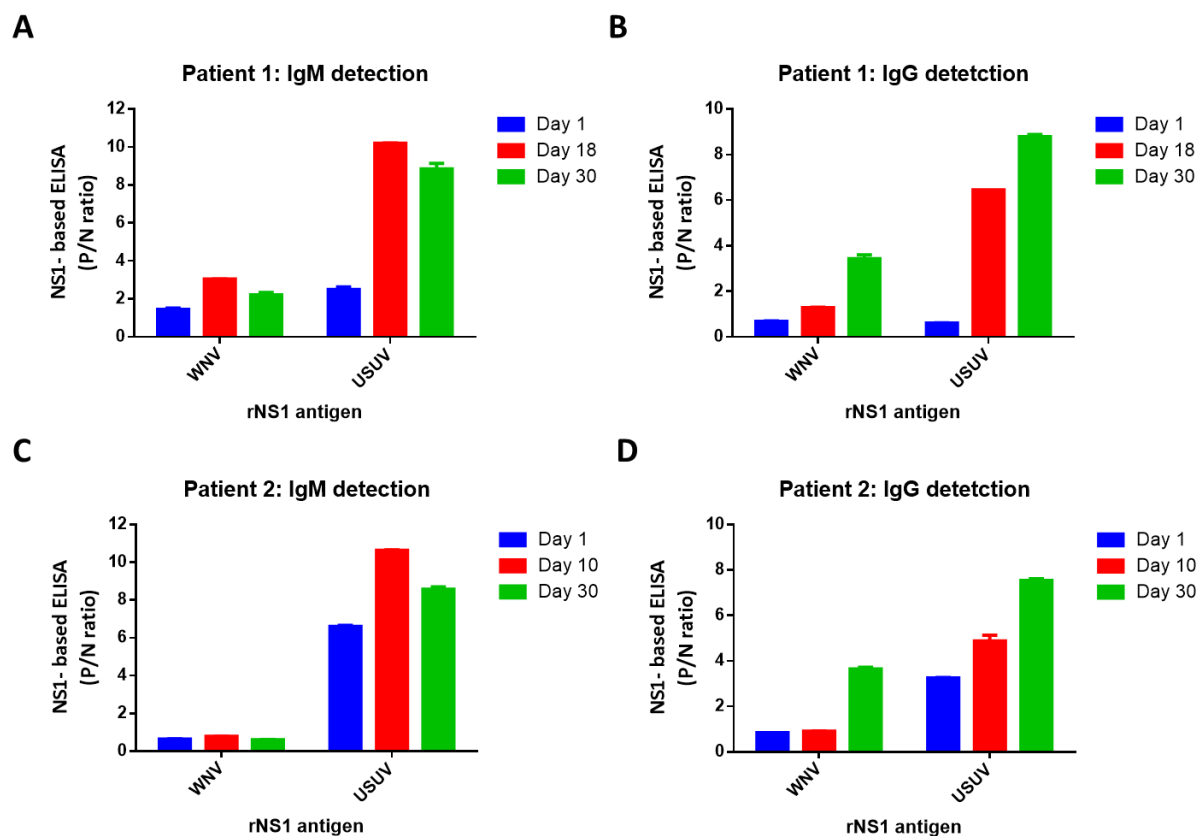 A
Patient 1: IgM detection
NS1- based ELISA
(P/N ratio)
12
10
8
6
4
2
0
WNV
USUV
rNS1 antigen
Day 1
Day 18
Day 30
B
Patient 1: IgG detetction
NS1- based ELISA
(P/N ratio)
10
8
6
4
2
0
WNV
USUV
rNS1 antigen
Day 1
Day 18
Day 30
C
Patient 2: IgM detection
NS1- based ELISA
(P/N ratio)
12
10
8
6
4
2
0
WNV
USUV
rNS1 antigen
Day 1
Day 10
Day 30
D
Patient 2: IgG detetction
NS1- based ELISA
(P/N ratio)
10
8
6
4
2
0
WNV
USUV
rNS1 antigen
Day 1
Day 10
Day 30